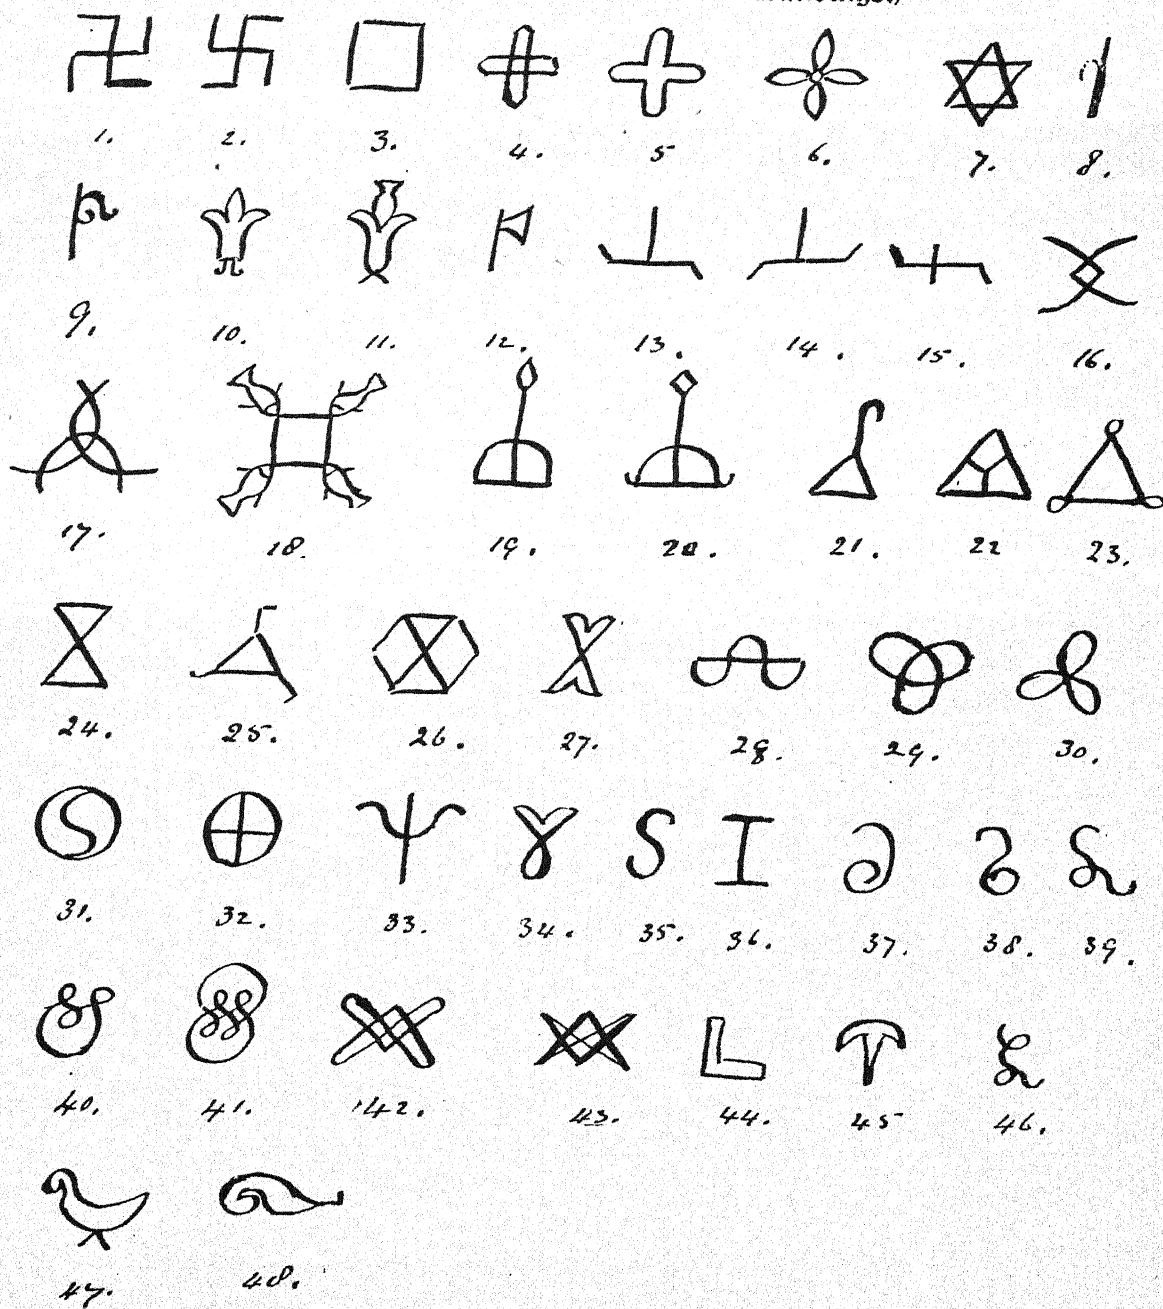 1. 2. 3. 4. 5 6. 7. 8.
9. 10. 11. 12. 13. 14. 15. 16.
17. 18. 19. 20. 21. 22 23.
24. 25. 26. 27. 28. 29. 30.
31. 32. 33. 34. 35. 36. 37. 38. 39.
40. 41. 42. 43. 44. 45 46.
47. 48.